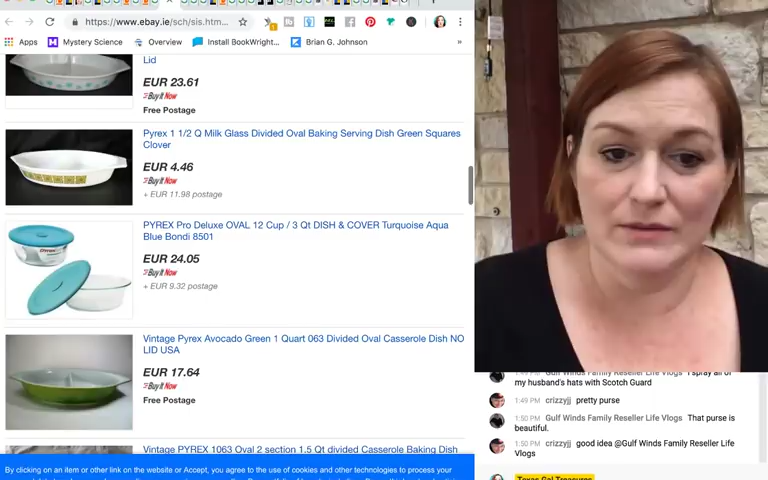 https://www.ebay.ie/sch/sis.htm...
Apps
Mystery Science
Overview
Install BookWright...
Brian G. Johnson
»
Lid
EUR 23.61
Buy It Now
Free Postage
Pyrex 1 1/2 Q Milk Glass Divided Oval Baking Serving Dish Green Squares
Clover
EUR 4.46
Buy It Now
+ EUR 11.98 postage
PYREX Pro Deluxe OVAL 12 Cup / 3 Qt DISH & COVER Turquoise Aqua
Blue Bondi 8501
EUR 24.05
Buy It Now
+ EUR 9.32 postage
Vintage Pyrex Avocado Green 1 Quart 063 Divided Oval Casserole Dish NO
LID USA
EUR 17.64
Buy It Now
Free Postage
Vintage PYREX 1063 Oval 2 section 1.5 Qt divided Casserole Baking Dish
By clicking on an item or other link on the website or Accept, you agree to the use of cookies and other technologies to process your
1:49 PM Gulf Winds Family Reseller Life Vlogs I spray all of
my husband's hats with Scotch Guard
1:49 PM crizzyjj pretty purse
1:50 PM Gulf Winds Family Reseller Life Vlogs That purse is
beautiful.
1:50 PM crizzyjj good idea @Gulf Winds Family Reseller Life
Vlogs
Texas Gal Treasures